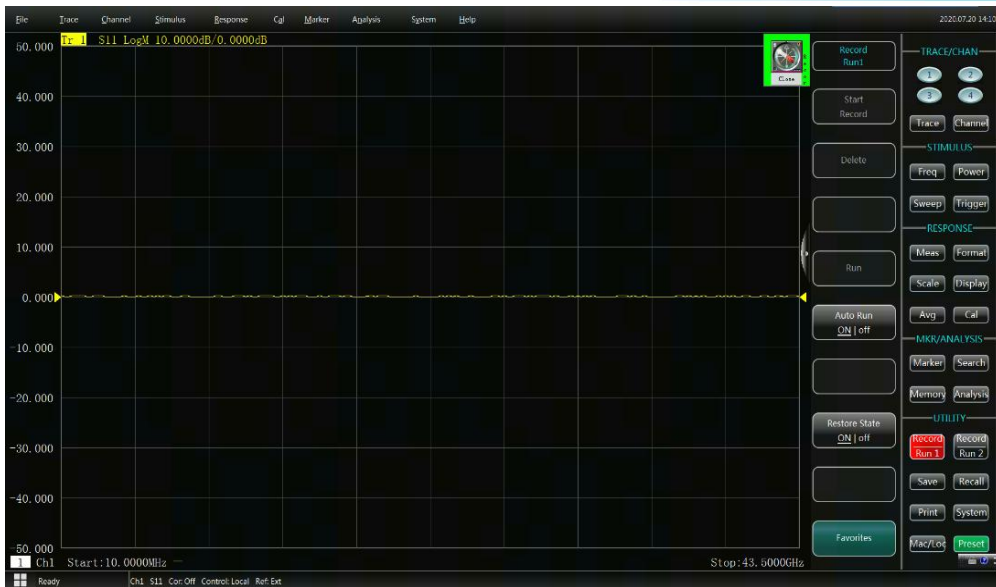 File Trace Channel Stimulus Response Cal Marker Analysis System Help 2020.07.20 14:10
Tr 1 S11 LogM 10.0000dB/0.0000dB
50.000
40.000
30.000
20.000
10.000
0.000
-10.000
-20.000
-30.000
-40.000
-50.000
1 Ch1 Start:10.0000MHz — Stop:43.5000GHz
Close
Record
Run1
Start
Record
Delete
Run
Auto Run
ON | off
Restore State
ON | off
Favorites
TRACE/CHAN
1 2
3 4
Trace Channel
STIMULUS
Freq Power
Sweep Trigger
RESPONSE
Meas Format
Scale Display
Avg Cal
MKR/ANALYSIS
Marker Search
Memory Analysis
UTILITY
Record Record
Run 1 Run 2
Save Recall
Print System
Mac/Loc Preset
Ready Ch1 S11 Cor: Off Control: Local Ref: Ext